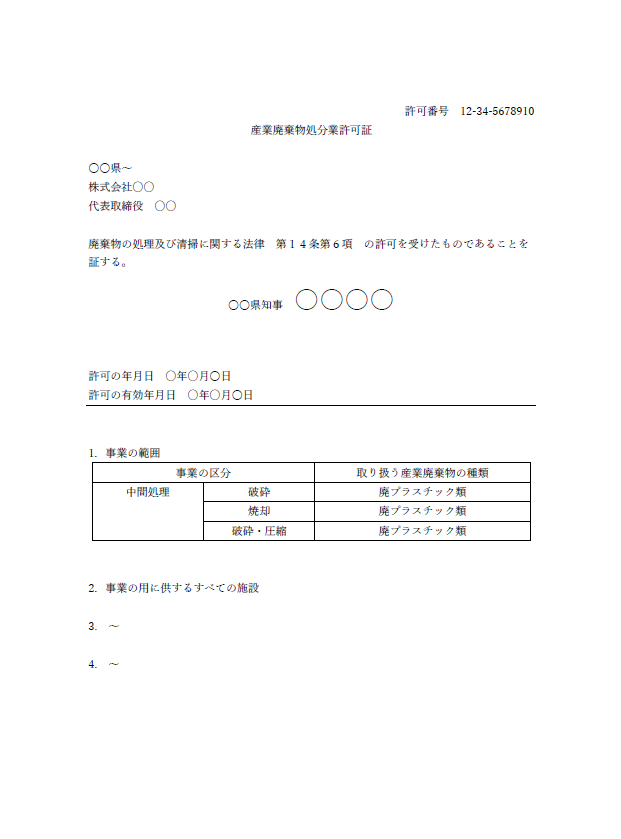 許可番号　12-34-5678910
産業廃棄物処分業許可証
〇〇県～
株式会社〇〇
代表取締役　〇〇
廃棄物の処理及び清掃に関する法律　第１４条第６項　の許可を受けたものであることを
証する。
〇〇県知事　〇〇〇〇
許可の年月日　〇年〇月〇日
許可の有効年月日　〇年〇月〇日
1. 事業の範囲
事業の区分　取り扱う産業廃棄物の種類
中間処理　破砕　廃プラスチック類
焼却　廃プラスチック類
破砕・圧縮　廃プラスチック類
2. 事業の用に供するすべての施設
3. ～
4. ～